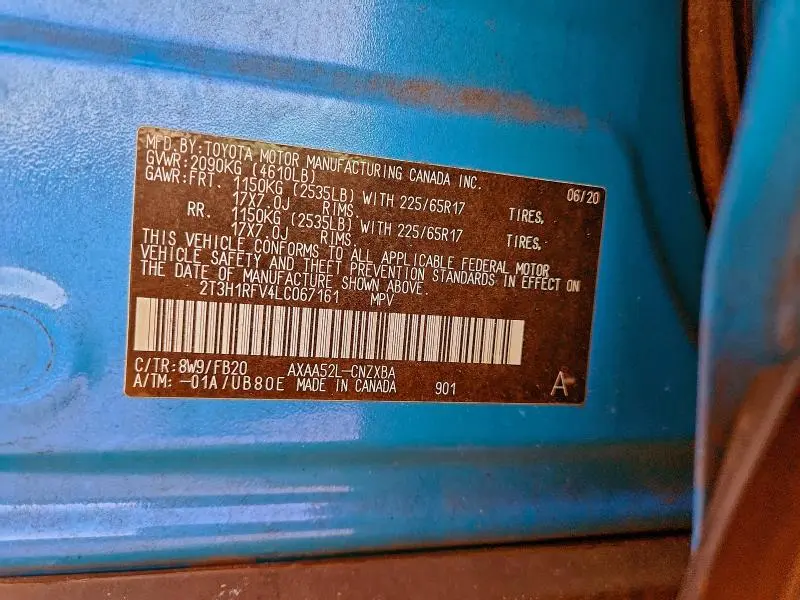 MFD.BY:TOYOTA MOTOR MANUFACTURING CANADA INC.
GVWR:2090KG (4610LB) 06/20
GAWR:FRT. 1150KG (2535LB) WITH 225/65R17 TIRES,
17X7.0J RIMS.
RR. 1150KG (2535LB) WITH 225/65R17 TIRES,
17X7.0J RIMS.
THIS VEHICLE CONFORMS TO ALL APPLICABLE FEDERAL MOTOR
VEHICLE SAFETY AND THEFT PREVENTION STANDARDS IN EFFECT ON
THE DATE OF MANUFACTURE SHOWN ABOVE.
2T3H1RFV4LC067161 MPV
C/TR:8W9/FB20 AXAA52L-CNZXBA
A/TM: -01A/UB80E MADE IN CANADA 901 A